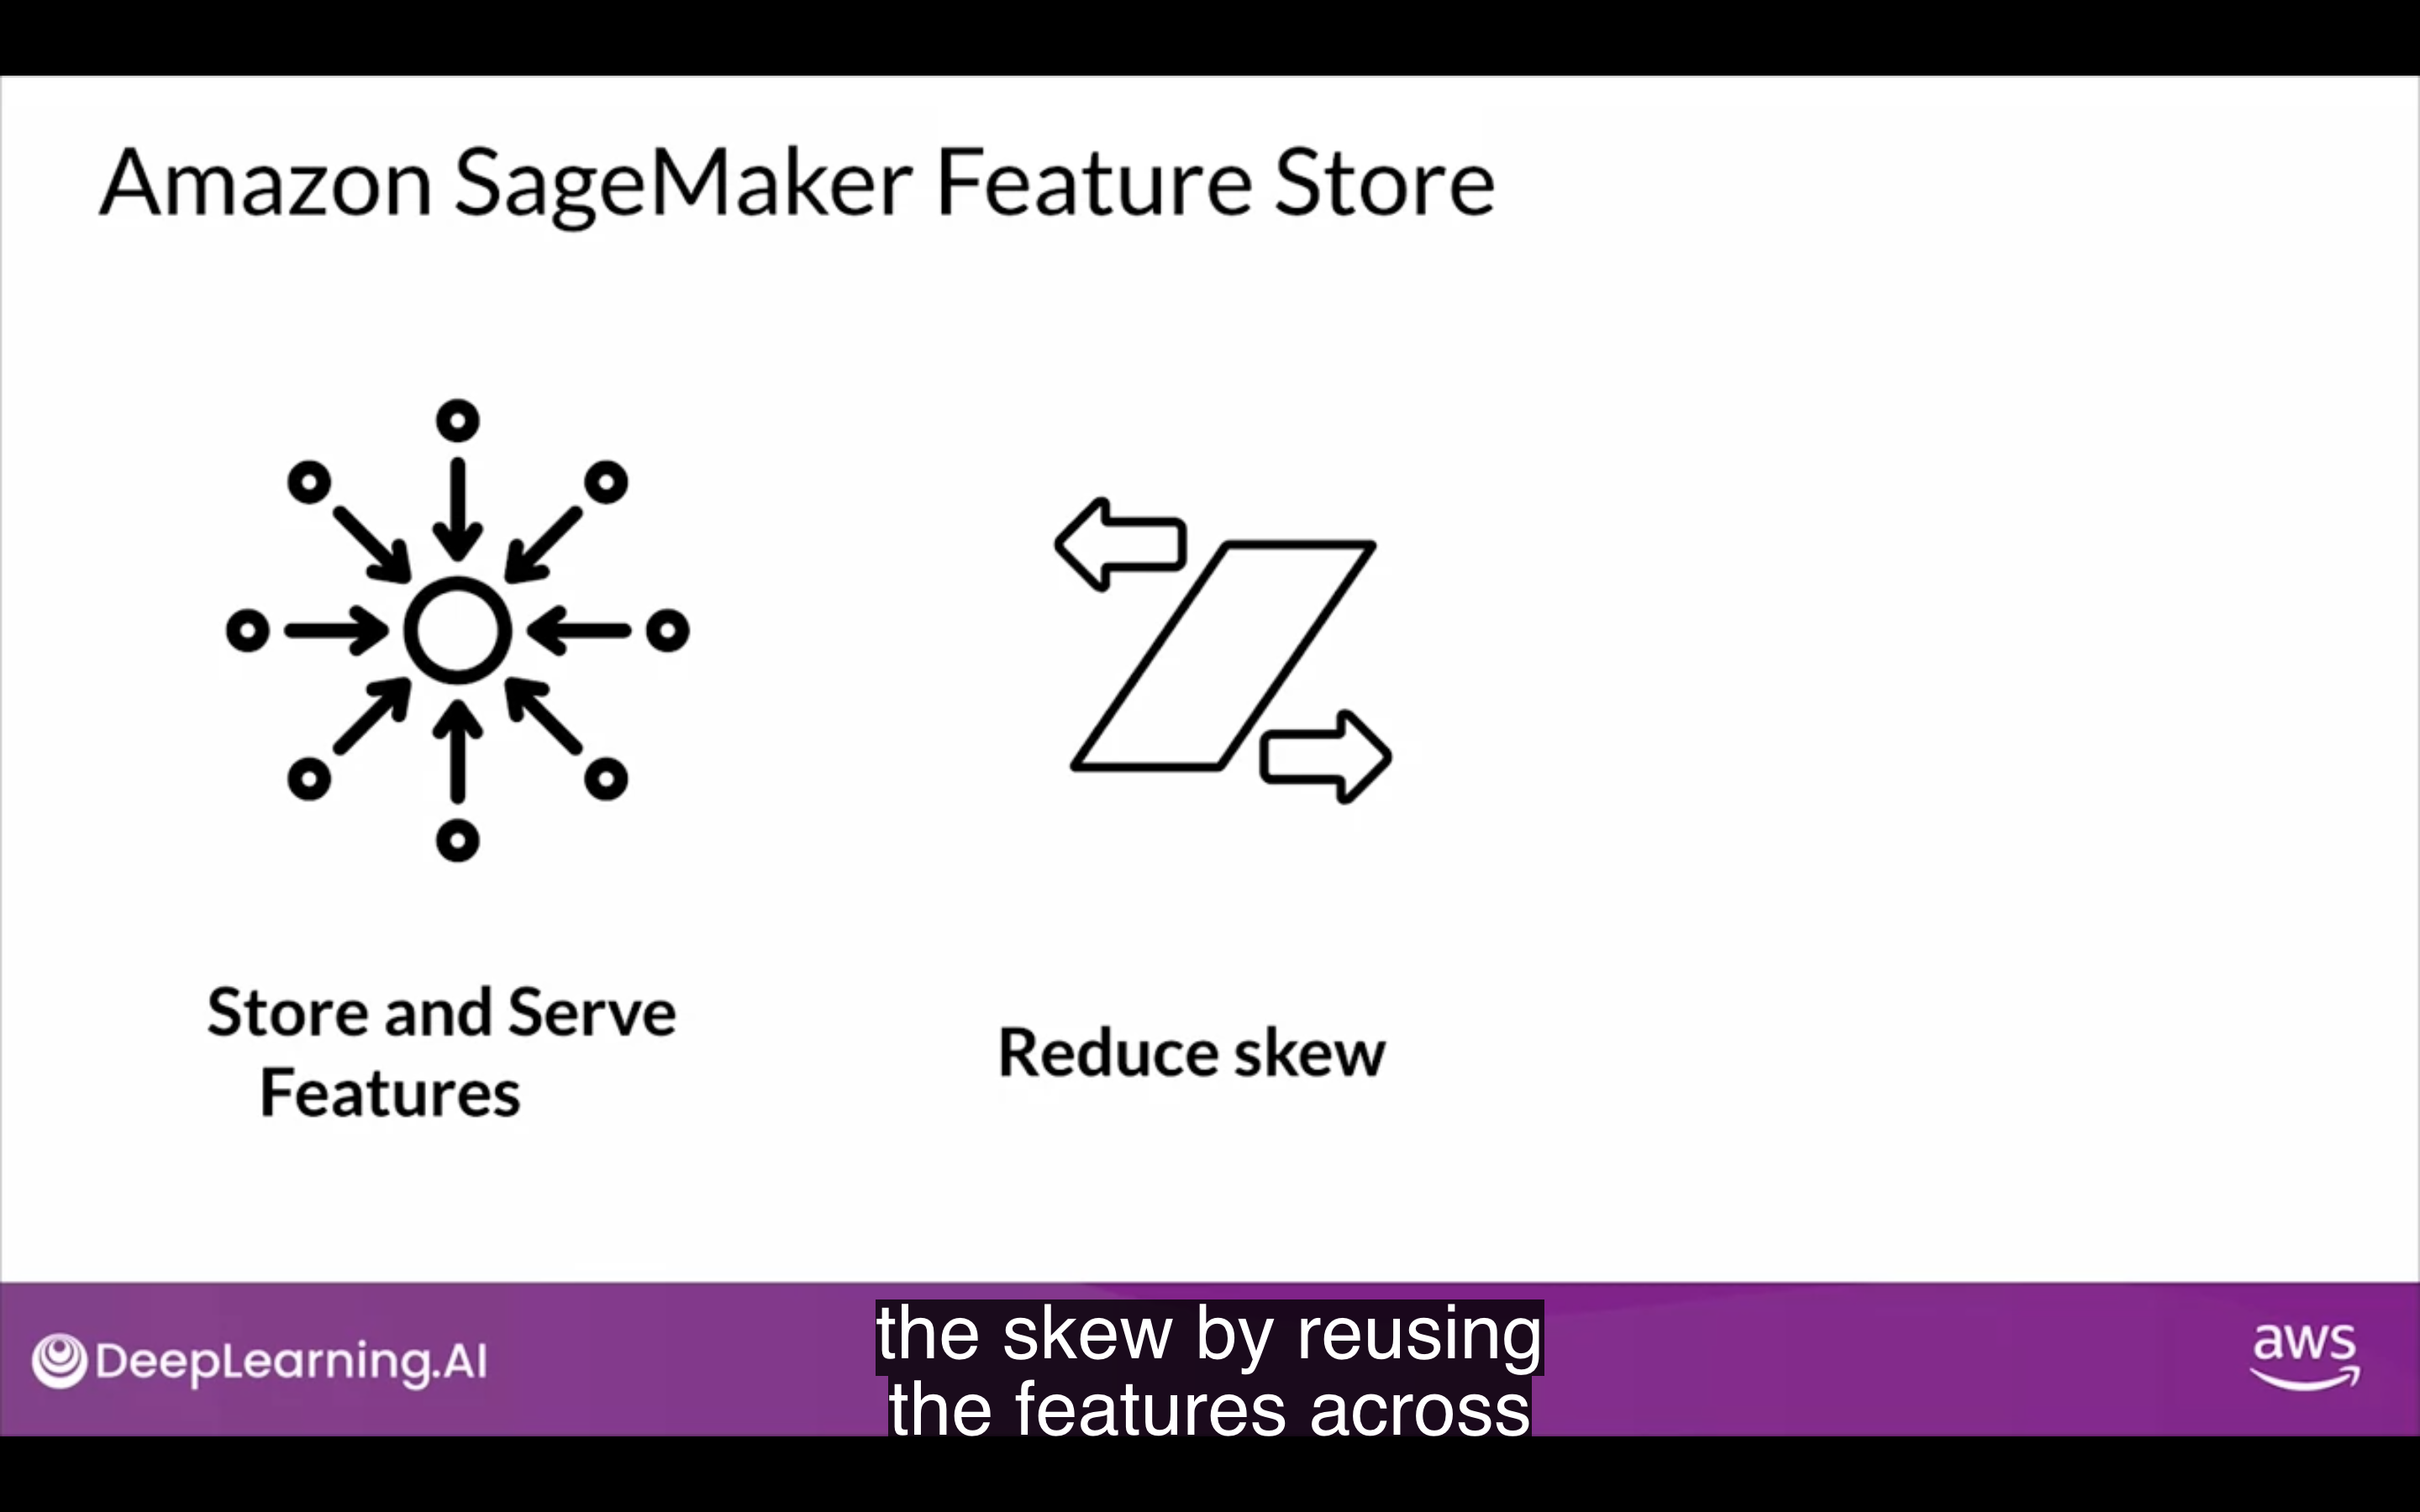 Amazon SageMaker Feature Store
Store and Serve
Features
Reduce skew
the skew by reusing
the features across
DeepLearning.AI
aws